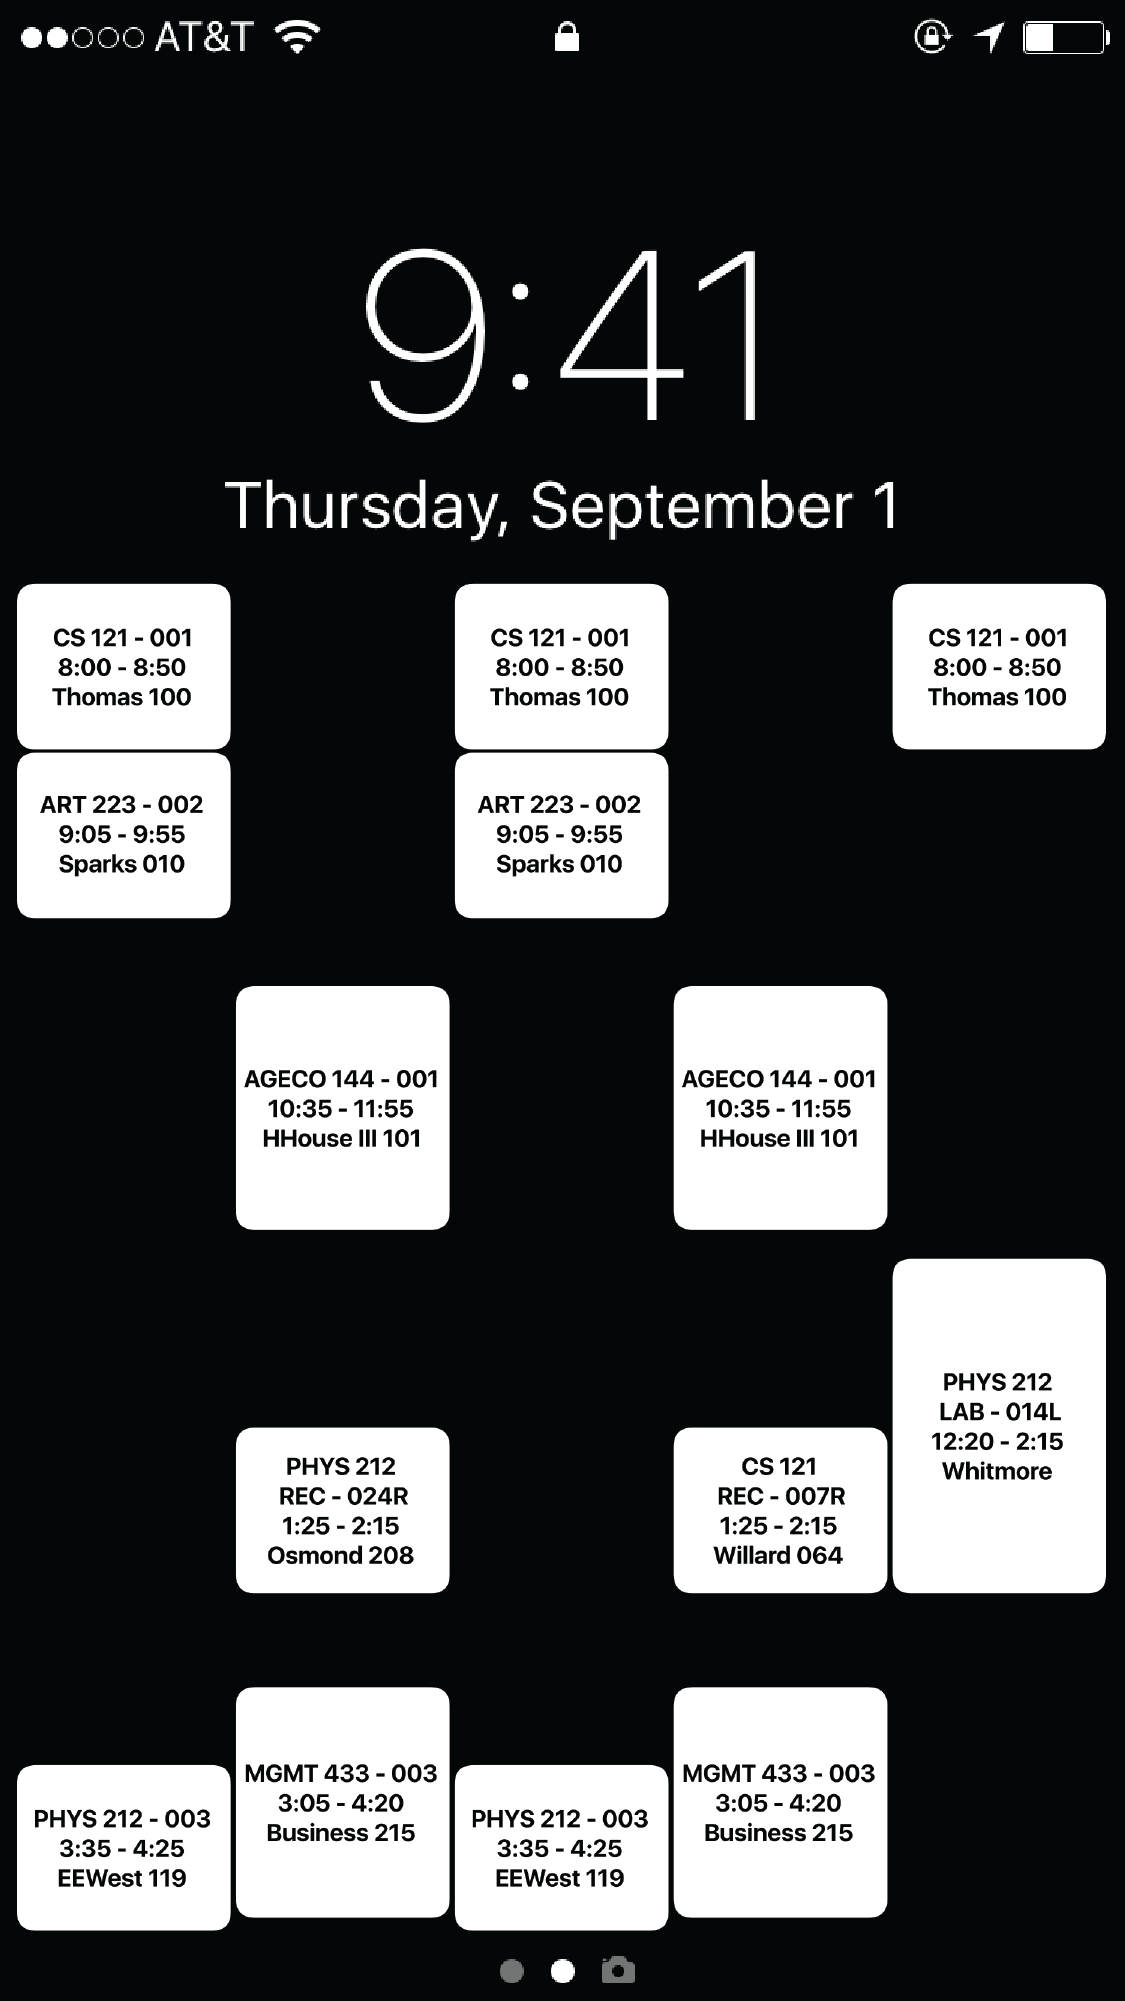 AT&T
9:41
Thursday, September 1
CS 121 - 001
8:00 - 8:50
Thomas 100
CS 121 - 001
8:00 - 8:50
Thomas 100
CS 121 - 001
8:00 - 8:50
Thomas 100
ART 223 - 002
9:05 - 9:55
Sparks 010
ART 223 - 002
9:05 - 9:55
Sparks 010
AGECO 144 - 001
10:35 - 11:55
HHouse III 101
AGECO 144 - 001
10:35 - 11:55
HHouse III 101
PHYS 212
LAB - 014L
12:20 - 2:15
Whitmore
PHYS 212
REC - 024R
1:25 - 2:15
Osmond 208
CS 121
REC - 007R
1:25 - 2:15
Willard 064
MGMT 433 - 003
3:05 - 4:20
Business 215
MGMT 433 - 003
3:05 - 4:20
Business 215
PHYS 212 - 003
3:35 - 4:25
EEWest 119
PHYS 212 - 003
3:35 - 4:25
EEWest 119